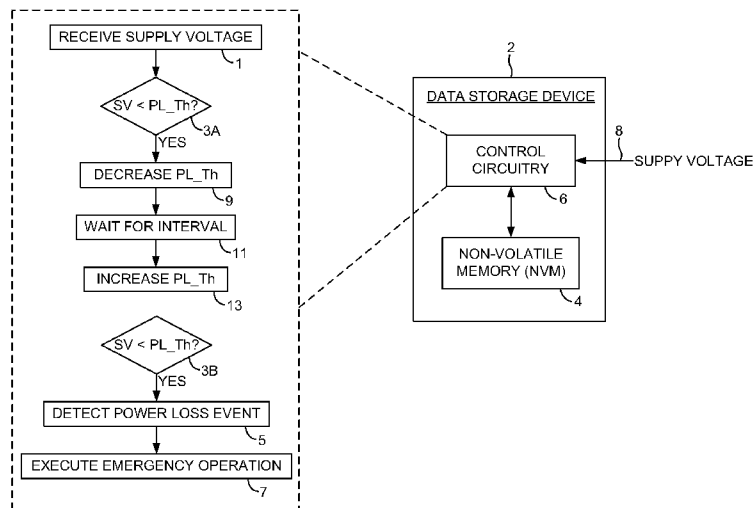 RECEIVE SUPPLY VOLTAGE
1
SV < PL_Th?
3A
YES
DECREASE PL_Th
9
WAIT FOR INTERVAL
11
INCREASE PL_Th
13
SV < PL_Th?
3B
YES
DETECT POWER LOSS EVENT
5
EXECUTE EMERGENCY OPERATION
7
2
DATA STORAGE DEVICE
CONTROL
CIRCUITRY
6
8
SUPPY VOLTAGE
NON-VOLATILE
MEMORY (NVM)
4